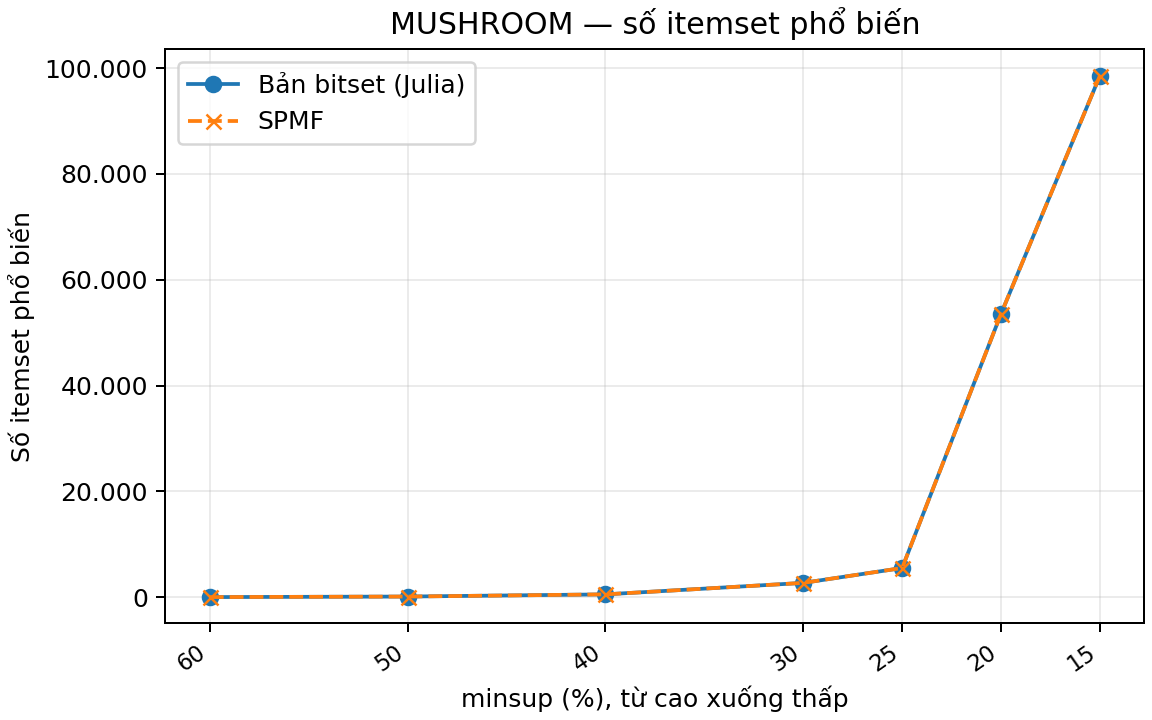 MUSHROOM — số itemset phổ biến
Bản bitset (Julia)
SPMF
Số itemset phổ biến
100.000
80.000
60.000
40.000
20.000
0
60
50
40
30
25
20
15
minsup (%), từ cao xuống thấp